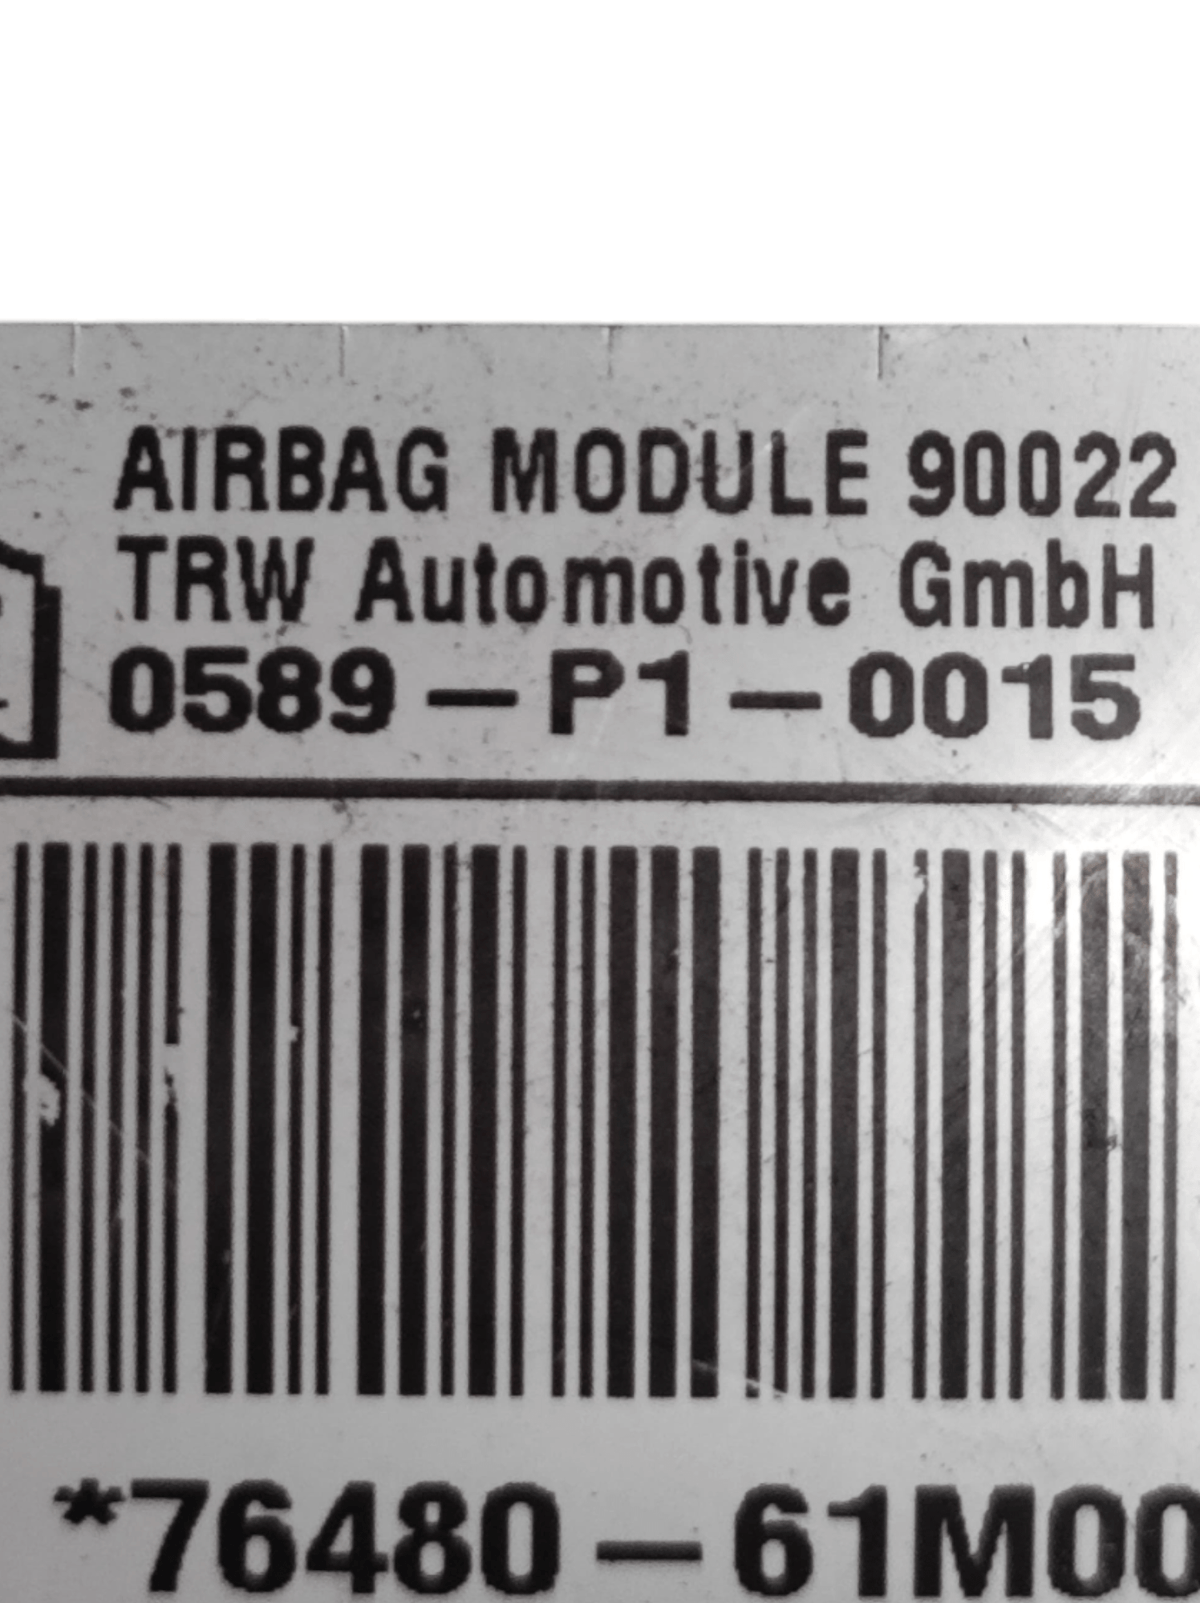 AIRBAG MODULE 90022
TRW Automotive GmbH
0589-P1-0015
*76480-61M00